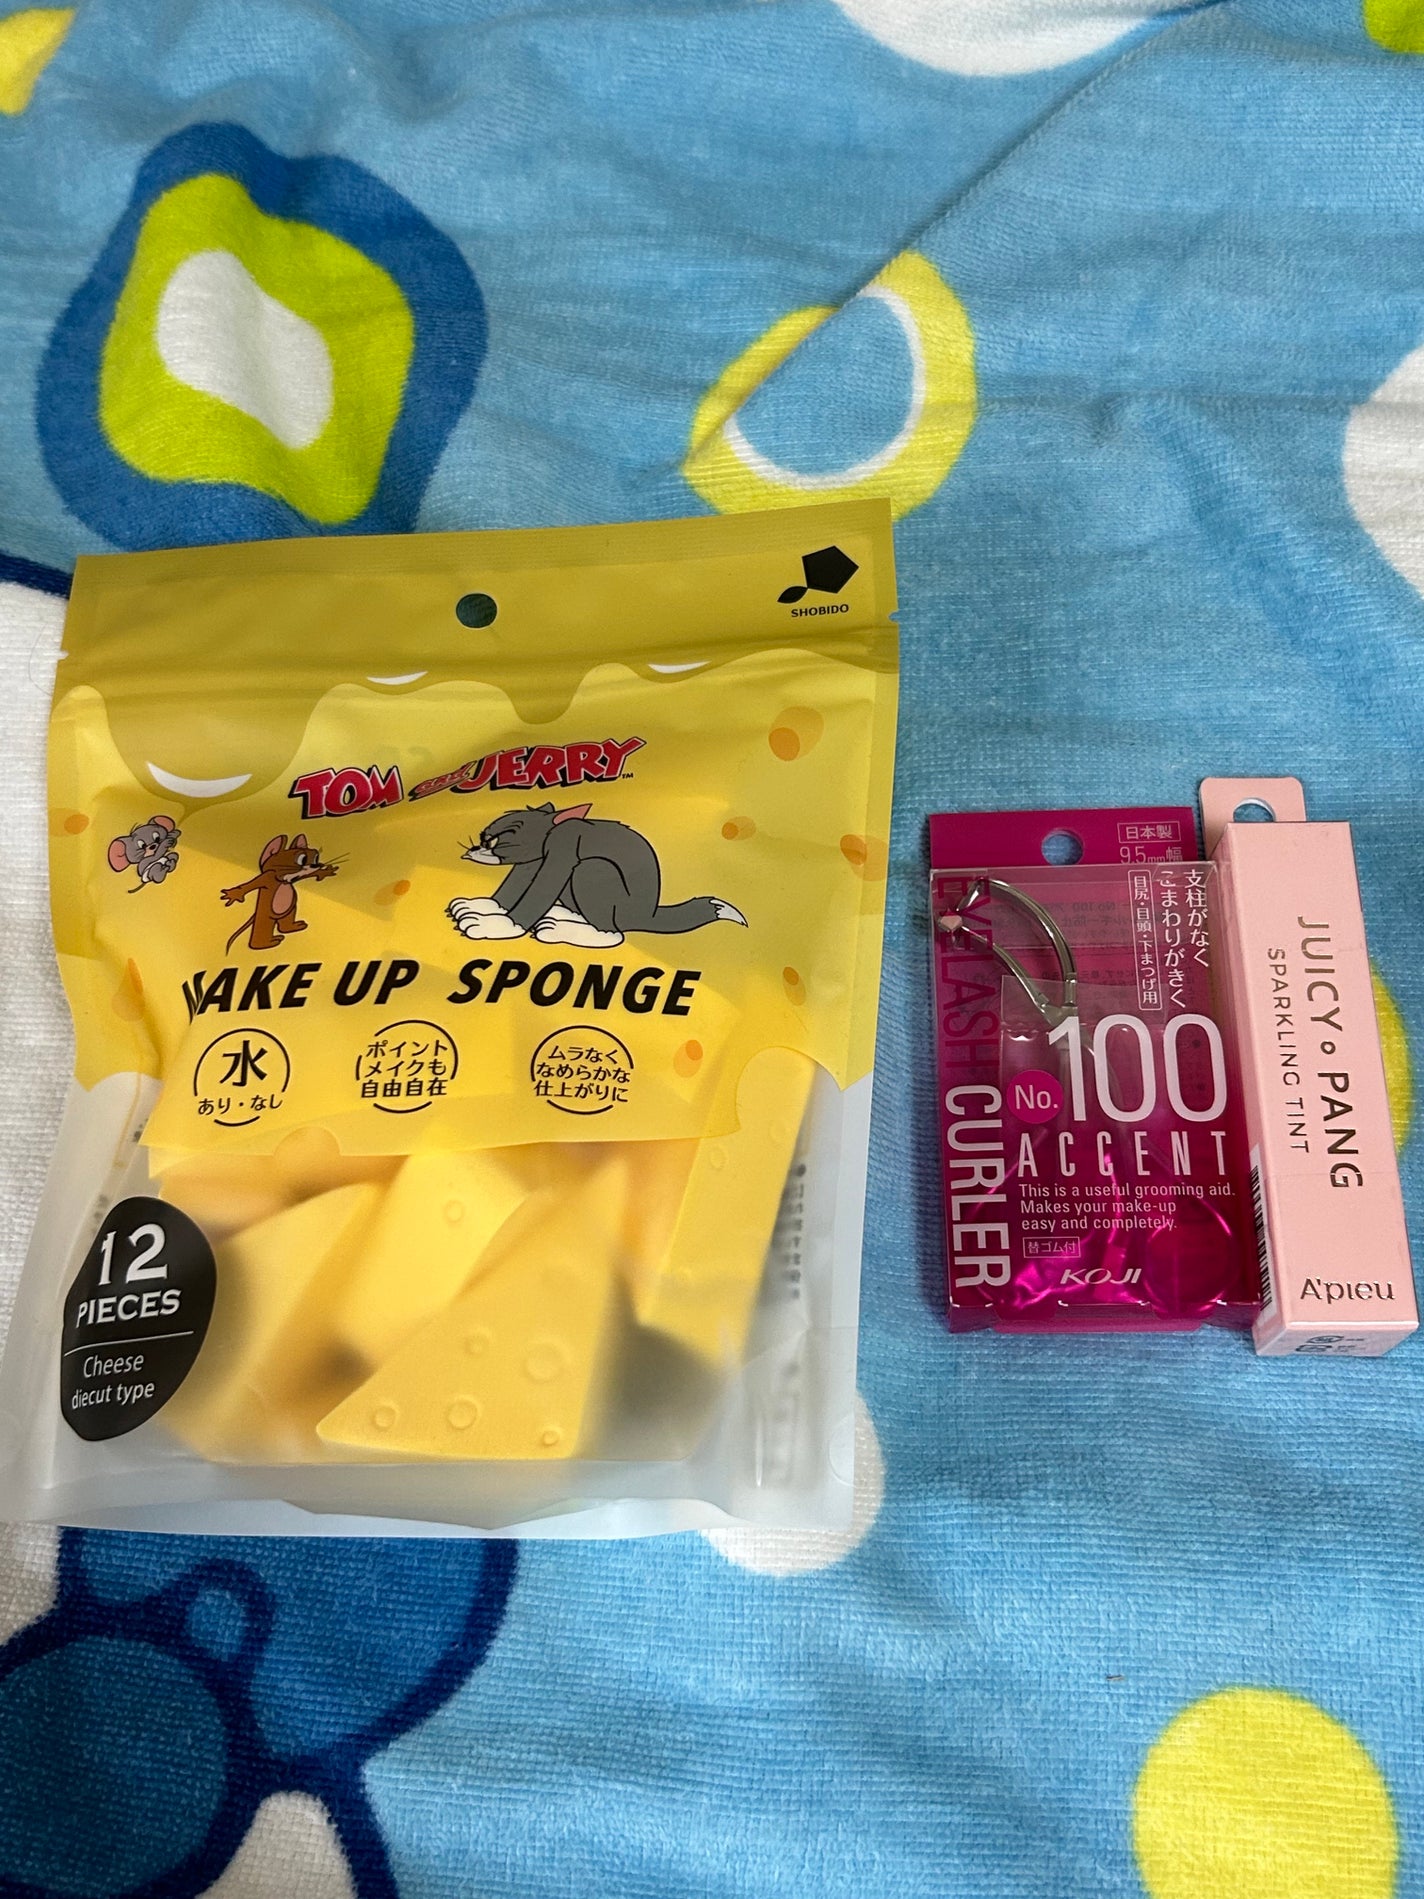 SHOBIDO
TOM and JERRY™
MAKE UP SPONGE
水
あり・なし
ポイント
メイクも
自由自在
ムラなく
なめらかな
仕上がりに
12
PIECES
Cheese
diecut type
日本製
9.5mm幅
支柱がなく
こまわりがきく
目尻・目頭・下まつげ用
EYELASH CURLER
No.100
ACCENT
This is a useful grooming aid.
Makes your make-up
easy and completely.
替ゴム付
KOJI
JUICY PANG
SPARKLING TINT
A'pieu